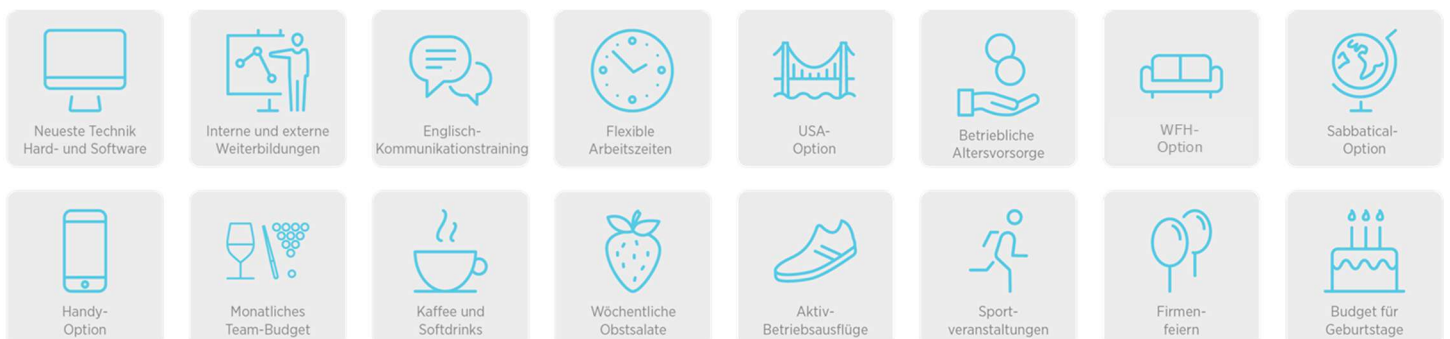 Neueste Technik
Hard- und Software
Interne und externe
Weiterbildungen
Englisch-
Kommunikationstraining
Flexible
Arbeitszeiten
USA-
Option
Betriebliche
Altersvorsorge
WFH-
Option
Sabbatical-
Option
Handy-
Option
Monatliches
Team-Budget
Kaffee und
Softdrinks
Wöchentliche
Obstsalate
Aktiv-
Betriebsausflüge
Sport-
veranstaltungen
Firmen-
feiern
Budget für
Geburtstage